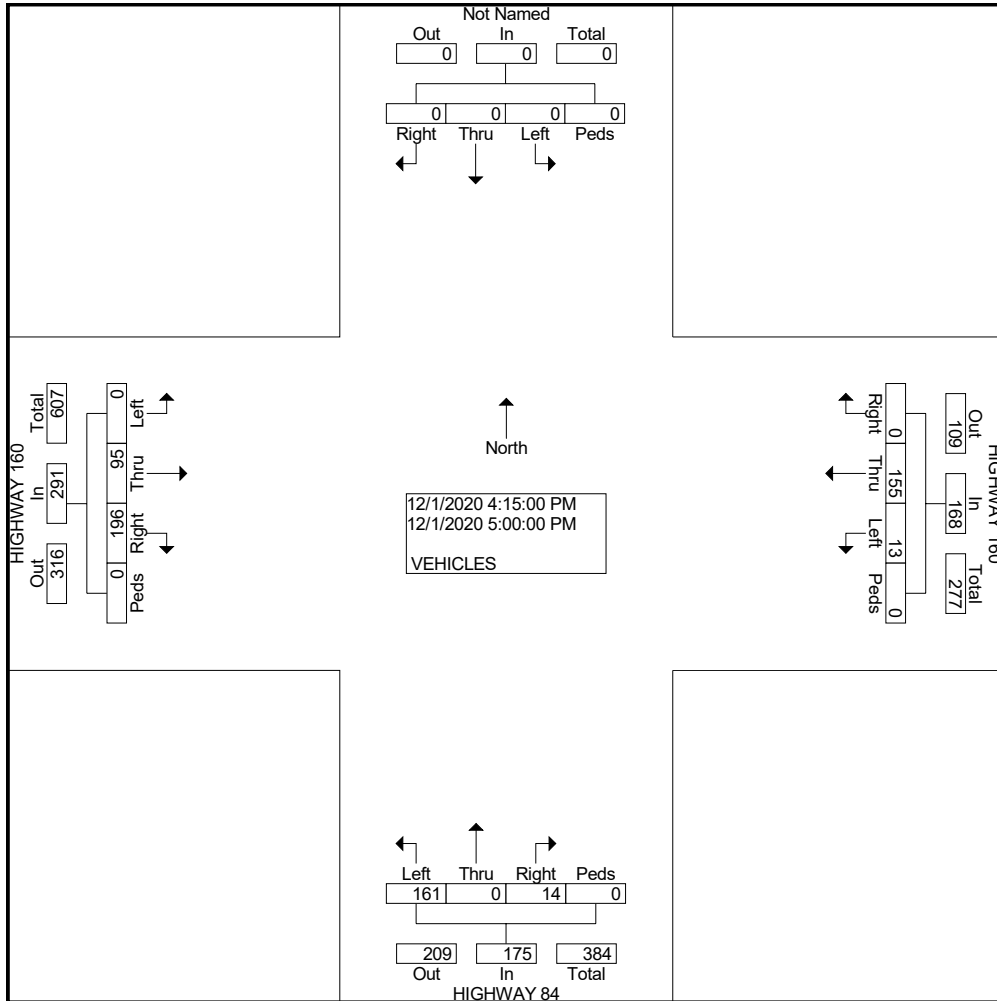 Not Named
Out In Total
0 0 0
0 0 0 0
Right Thru Left Peds
HIGHWAY 160
Total In Out
607 291 316
0 95 196 0
Left Thru Right Peds
North
12/1/2020 4:15:00 PM
12/1/2020 5:00:00 PM
VEHICLES
Right Thru Left Peds
0 155 13 0
Out In Total
109 168 277
HIGHWAY 160
Left Thru Right Peds
161 0 14 0
209 175 384
Out In Total
HIGHWAY 84